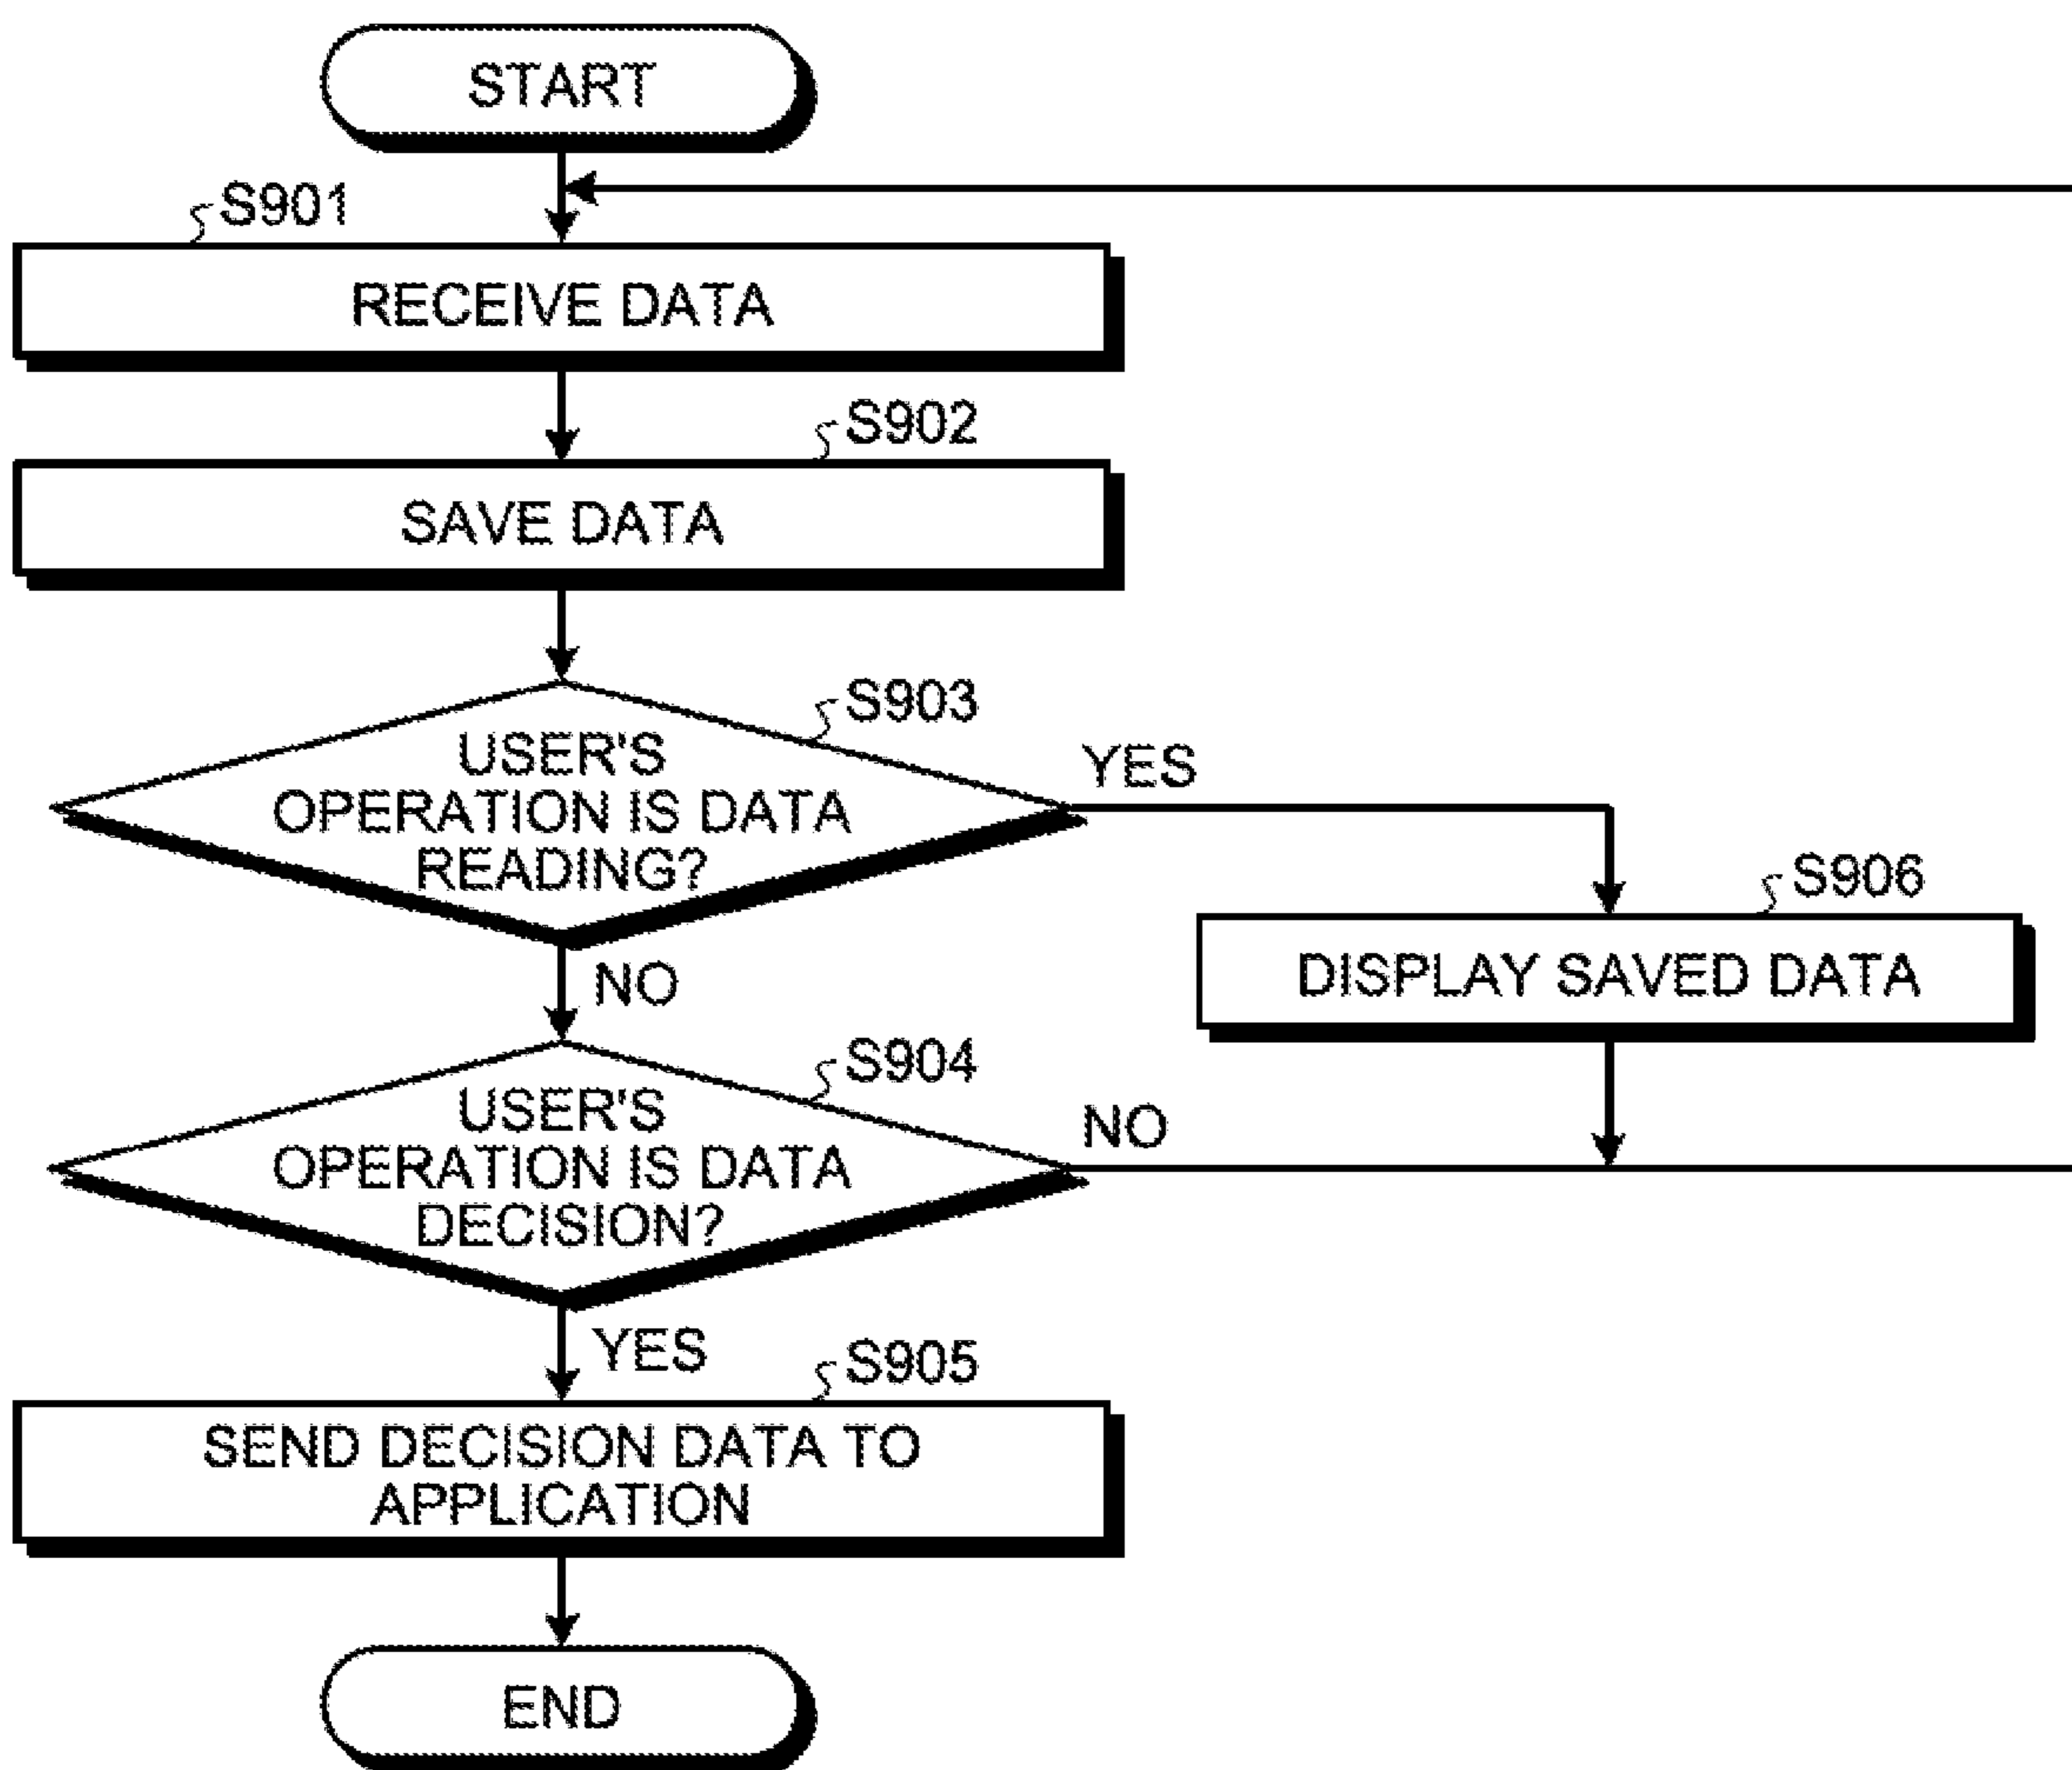 START
S901
RECEIVE DATA
S902
SAVE DATA
S903
USER'S
OPERATION IS DATA
READING?
YES
S906
DISPLAY SAVED DATA
NO
S904
USER'S
OPERATION IS DATA
DECISION?
NO
YES
S905
SEND DECISION DATA TO
APPLICATION
END